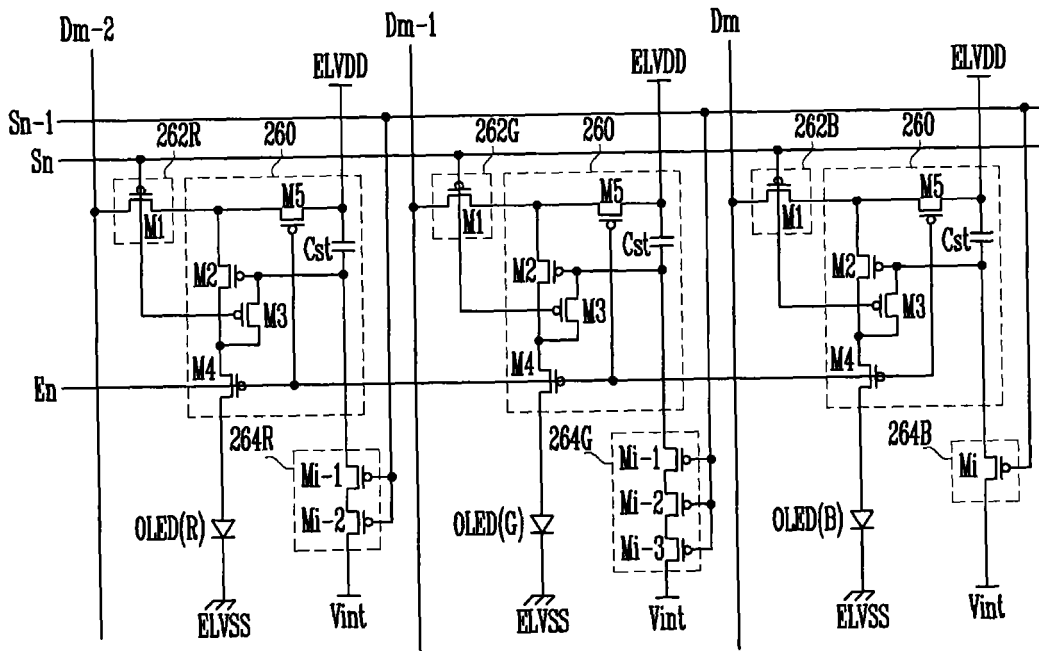 Dm-2 Dm-1 Dm
ELVDD ELVDD ELVDD
Sn-1
262R 260 262G 260 262B 260
Sn
M5 M5 M5
M1 M1 M1
Cst Cst Cst
M2 M2 M2
M3 M3 M3
M4 M4 M4
En
264R 264G 264B
Mi-1 Mi-1 Mi
Mi-2 Mi-2
OLED(R) OLED(G) OLED(B)
Mi-3
ELVSS Vint ELVSS Vint ELVSS Vint